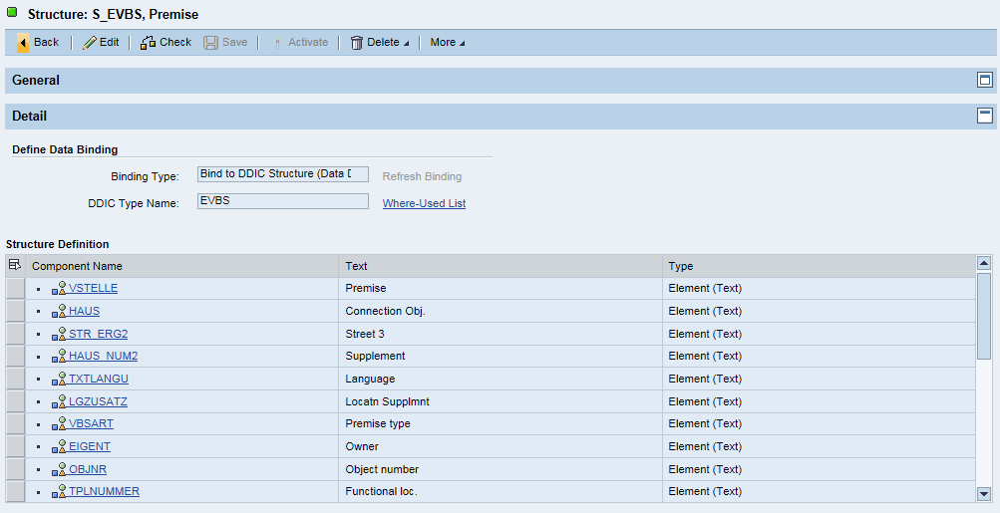 Structure: S_EVBS, Premise
Back Edit Check Save Activate Delete More
General
Detail
Define Data Binding
Binding Type: Bind to DDIC Structure (Data D Refresh Binding
DDIC Type Name: EVBS Where-Used List
Structure Definition
Component Name Text Type
VSTELLE Premise Element (Text)
HAUS Connection Obj. Element (Text)
STR_ERG2 Street 3 Element (Text)
HAUS_NUM2 Supplement Element (Text)
TXTLANGU Language Element (Text)
LGZUSATZ Locatn Supplmnt Element (Text)
VBSART Premise type Element (Text)
EIGENT Owner Element (Text)
OBJNR Object number Element (Text)
TPLNUMMER Functional loc. Element (Text)